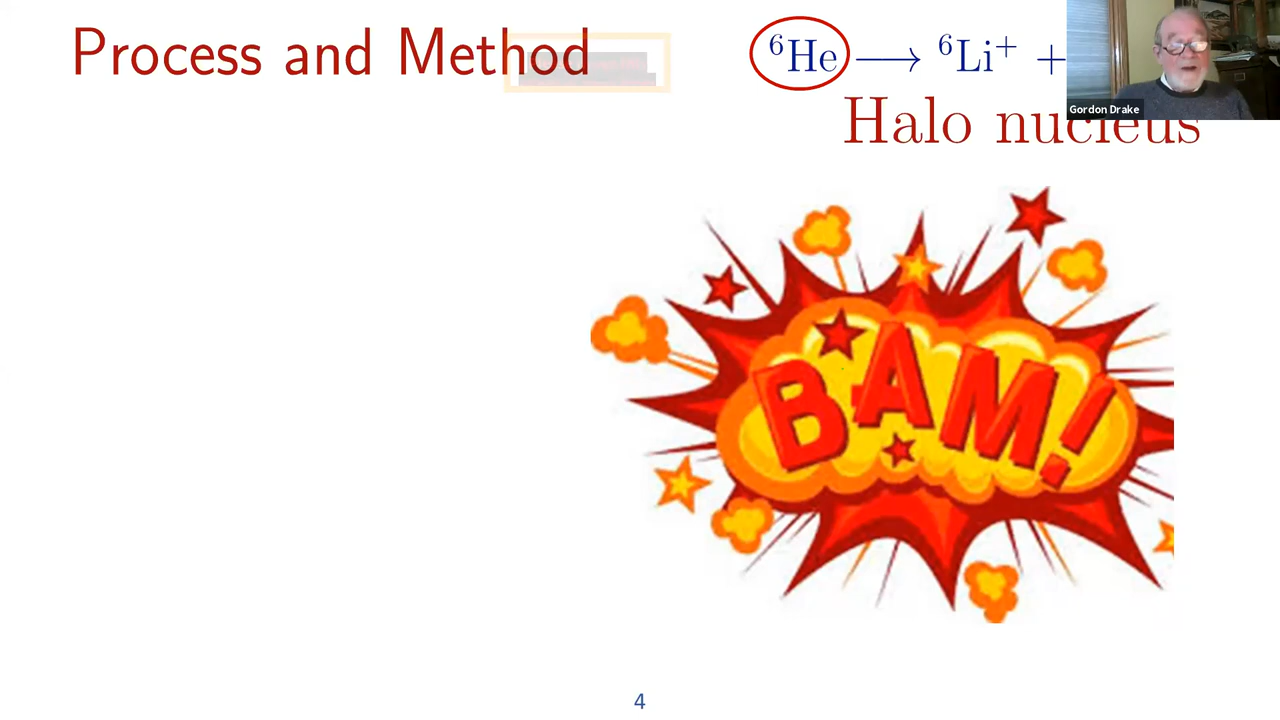 Process and Method
⁶He ⟶ ⁶Li⁺ +
Gordon Drake
Halo nucleus
BAM!
4